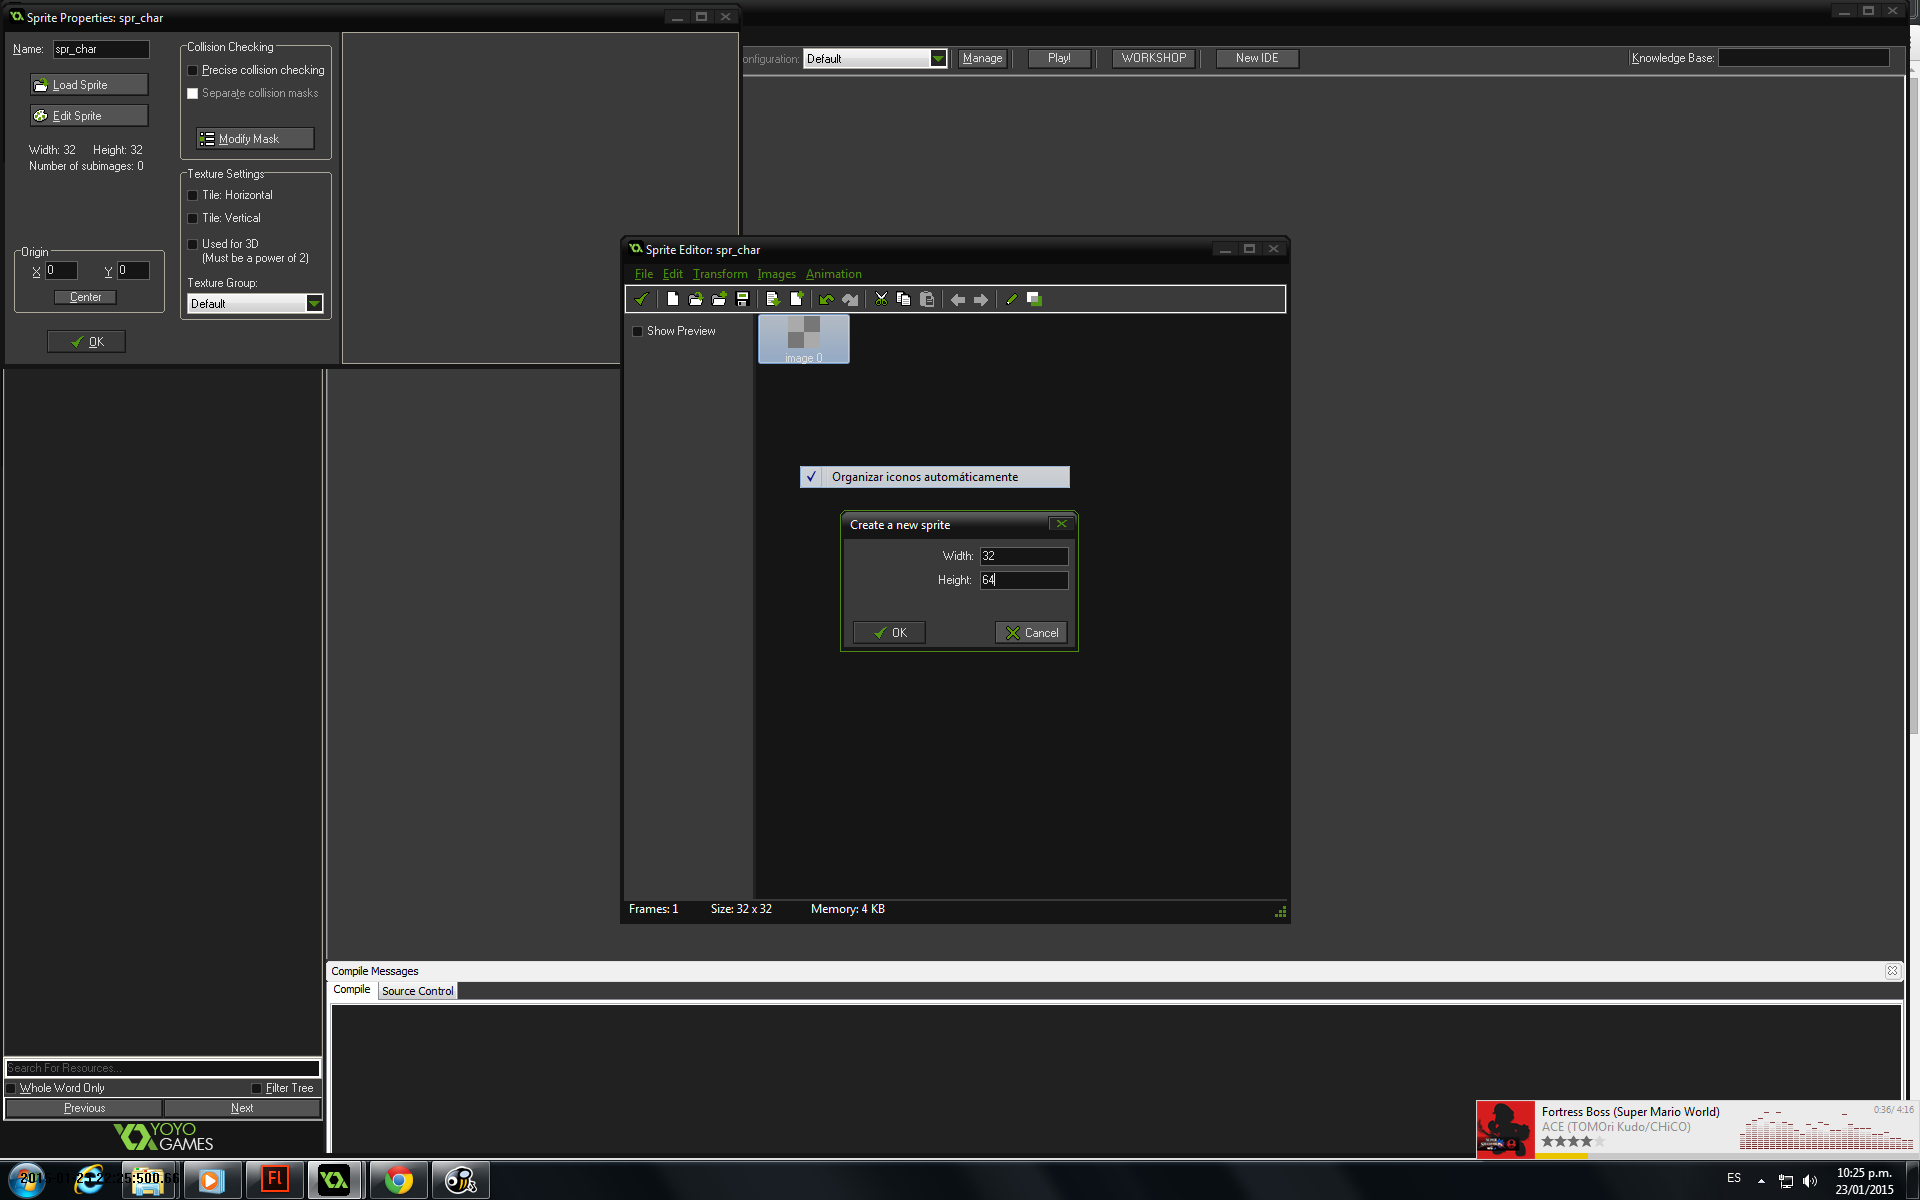 Sprite Properties: spr_char
Name: spr_char
Load Sprite
Edit Sprite
Width: 32 Height: 32
Number of subimages: 0
Origin
X 0 Y 0
Center
OK
Collision Checking
Precise collision checking
Separate collision masks
Modify Mask
Texture Settings
Tile: Horizontal
Tile: Vertical
Used for 3D
(Must be a power of 2)
Texture Group:
Default
onfiguration: Default Manage Play! WORKSHOP New IDE Knowledge Base:
Sprite Editor: spr_char
File Edit Transform Images Animation
Show Preview
image 0
Organizar iconos automáticamente
Create a new sprite
Width: 32
Height: 64
OK Cancel
Frames: 1 Size: 32 x 32 Memory: 4 KB
Compile Messages
Compile Source Control
Search For Resources...
Whole Word Only Filter Tree
Previous Next
YOYO
GAMES
Fortress Boss (Super Mario World) 0:36/ 4:16
ACE (TOMOri Kudo/CHiCO)
Fl
ES
10:25 p.m.
23/01/2015